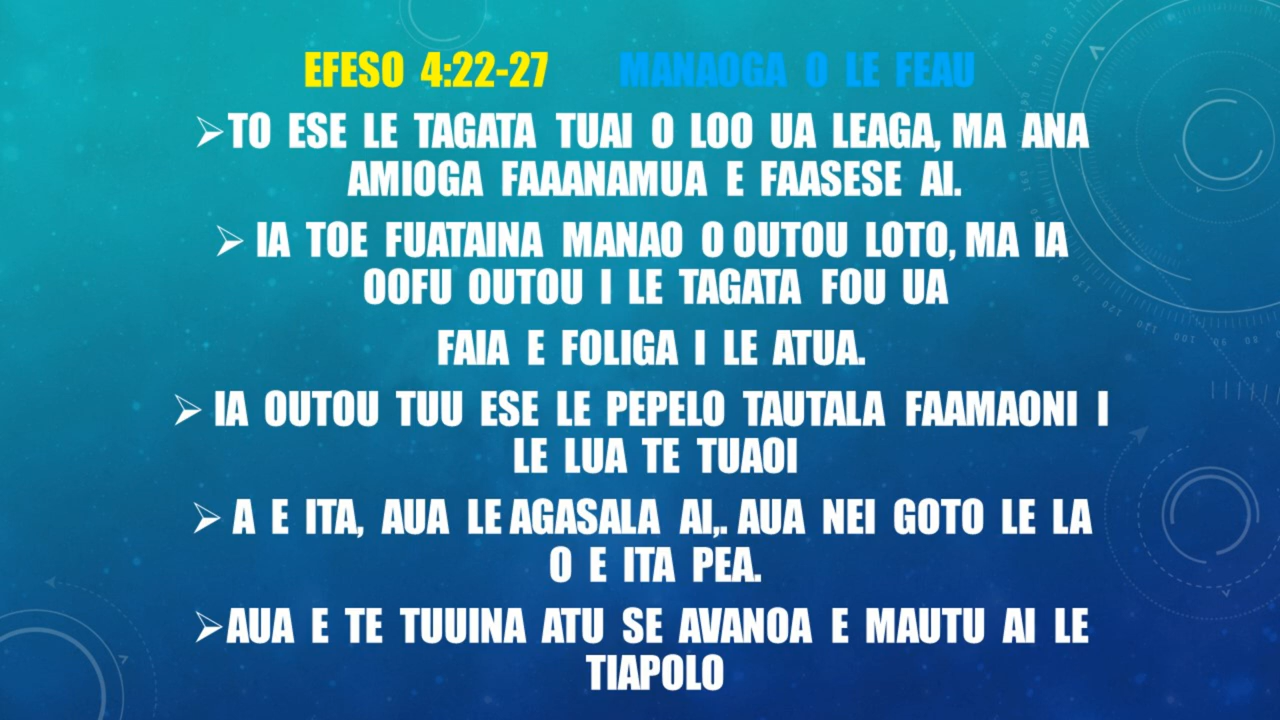 EFESO 4:22-27 MANAOGA O LE FEAU
➢TO ESE LE TAGATA TUAI O LOO UA LEAGA, MA ANA
AMIOGA FAAANAMUA E FAASESE AI.
➢ IA TOE FUATAINA MANAO O OUTOU LOTO, MA IA
OOFU OUTOU I LE TAGATA FOU UA
FAIA E FOLIGA I LE ATUA.
➢ IA OUTOU TUU ESE LE PEPELO TAUTALA FAAMAONI I
LE LUA TE TUAOI
➢ A E ITA, AUA LE AGASALA AI,. AUA NEI GOTO LE LA
O E ITA PEA.
➢AUA E TE TUUINA ATU SE AVANOA E MAUTU AI LE
TIAPOLO